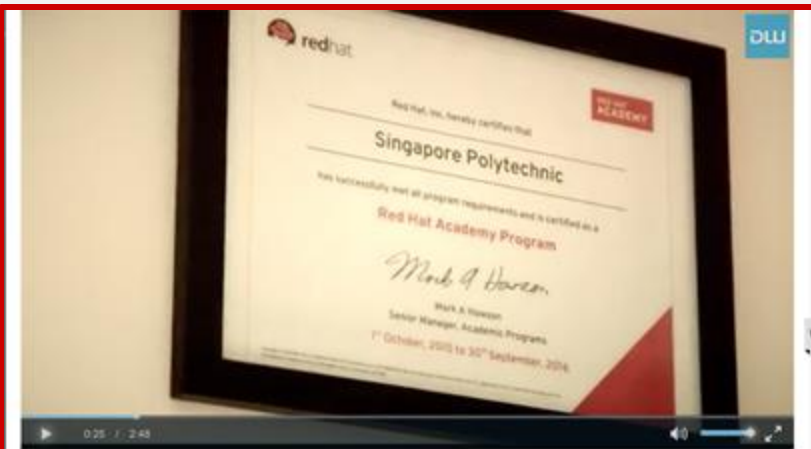 redhat
DW
RED HAT
ACADEMY
Red Hat, Inc. hereby certifies that
Singapore Polytechnic
has successfully met all program requirements and is certified as a
Red Hat Academy Program
Mark A Howson
Senior Manager, Academic Programs
1st October, 2015 to 30th September, 2016
0:25 / 2:48